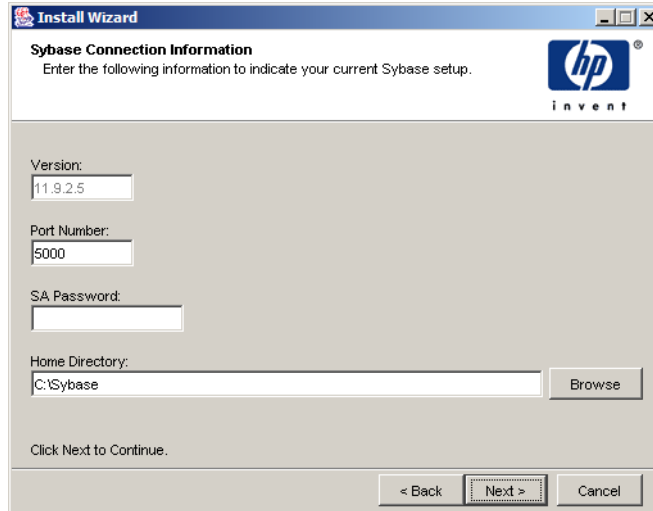 Install Wizard
Sybase Connection Information
Enter the following information to indicate your current Sybase setup.
hp
®
invent
Version:
11.9.2.5
Port Number:
5000
SA Password:
Home Directory:
C:\Sybase
Browse
Click Next to Continue.
< Back
Next >
Cancel